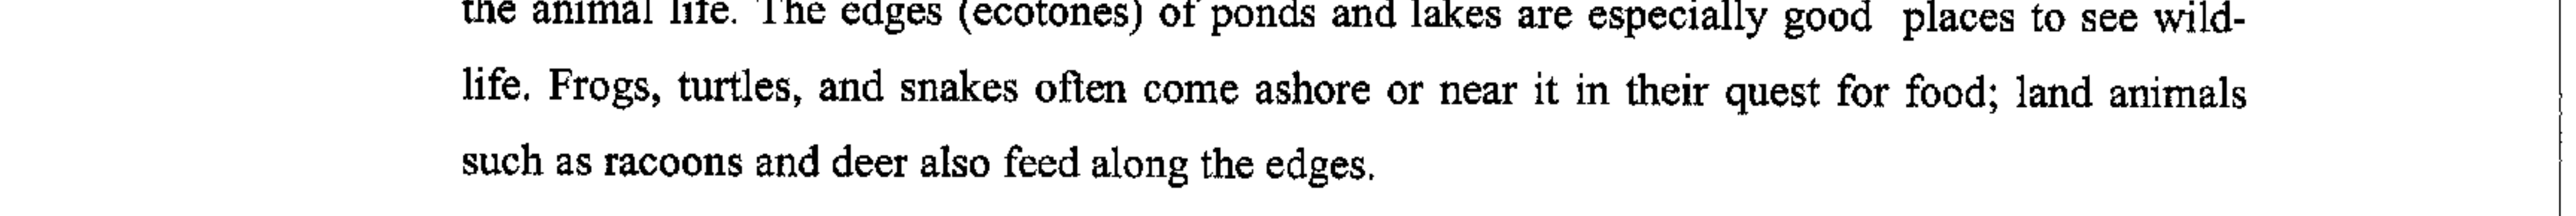 the animal life. The edges (ecotones) of ponds and lakes are especially good places to see wild-
life. Frogs, turtles, and snakes often come ashore or near it in their quest for food; land animals
such as racoons and deer also feed along the edges.